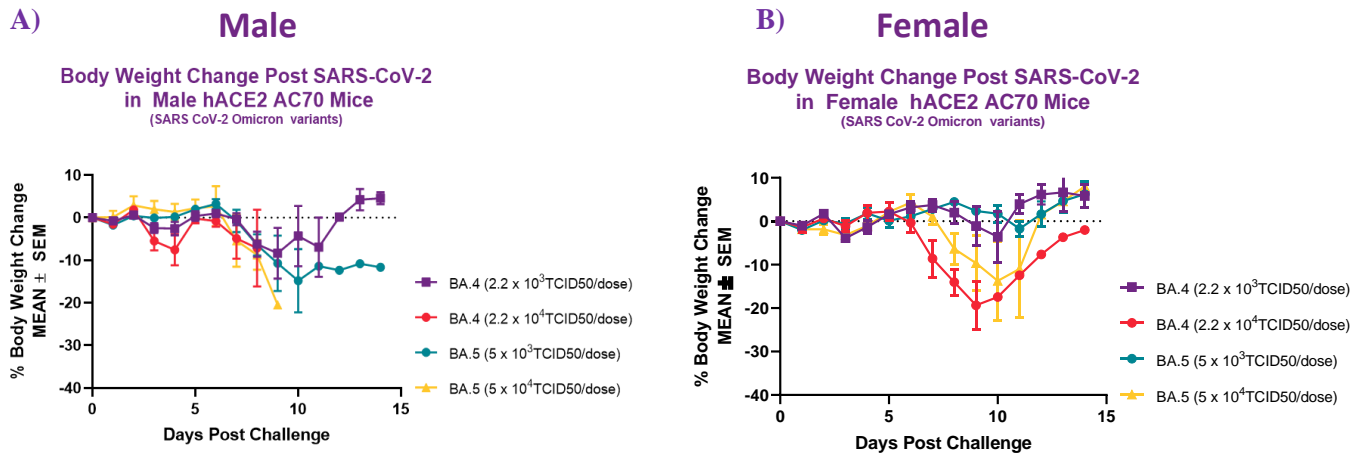 A)
Male
Body Weight Change Post SARS-CoV-2
in Male hACE2 AC70 Mice
(SARS CoV-2 Omicron variants)
% Body Weight Change
MEAN ± SEM
10
0
-10
-20
-30
-40
0
5
10
15
Days Post Challenge
BA.4 (2.2 x 10³TCID50/dose)
BA.4 (2.2 x 10⁴TCID50/dose)
BA.5 (5 x 10³TCID50/dose)
BA.5 (5 x 10⁴TCID50/dose)
B)
Female
Body Weight Change Post SARS-CoV-2
in Female hACE2 AC70 Mice
(SARS CoV-2 Omicron variants)
% Body Weight Change
MEAN ± SEM
10
0
-10
-20
-30
-40
0
5
10
15
Days Post Challenge
BA.4 (2.2 x 10³TCID50/dose)
BA.4 (2.2 x 10⁴TCID50/dose)
BA.5 (5 x 10³TCID50/dose)
BA.5 (5 x 10⁴TCID50/dose)